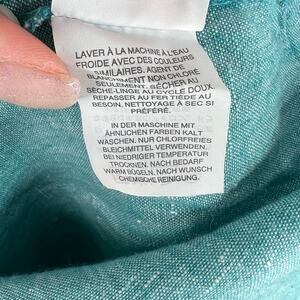 LAVER À LA MACHINE À L'EAU
FROIDE AVEC DES COULEURS
SIMILAIRES. AGENT DE
BLANCHIMENT NON CHLORÉ
SEULEMENT. SÉCHER AU
SÈCHE-LINGE AU CYCLE DOUX.
REPASSER AU FER TIÈDE AU
BESOIN. NETTOYAGE À SEC SI
PRÉFÉRÉ.
IN DER MASCHINE MIT
ÄHNLICHEN FARBEN KALT
WASCHEN. NUR CHLORFREIES
BLEICHMITTEL VERWENDEN.
BEI NIEDRIGER TEMPERATUR
TROCKNEN. NACH BEDARF
WARM BÜGELN. NACH WUNSCH
CHEMISCHE REINIGUNG.